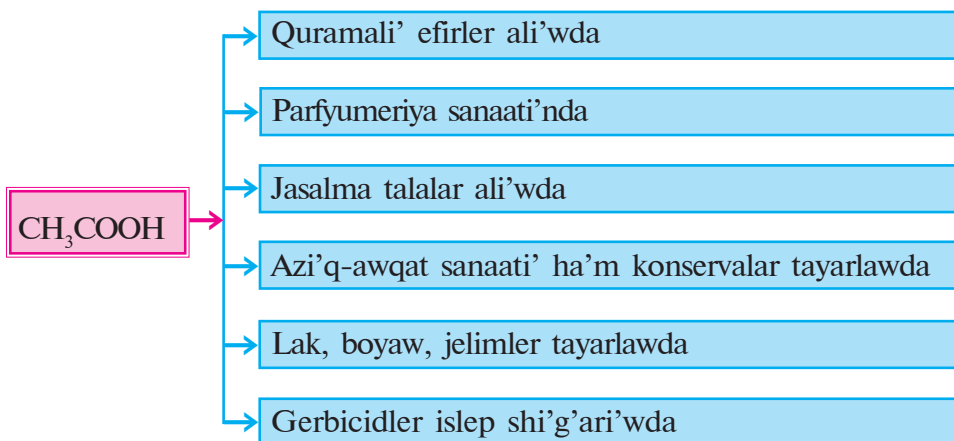 CH₃COOH
Quramali’ efirler ali’wda
Parfyumeriya sanaati’nda
Jasalma talalar ali’wda
Azi’q-awqat sanaati’ ha’m konservalar tayarlawda
Lak, boyaw, jelimler tayarlawda
Gerbicidler islep shi’g’ari’wda